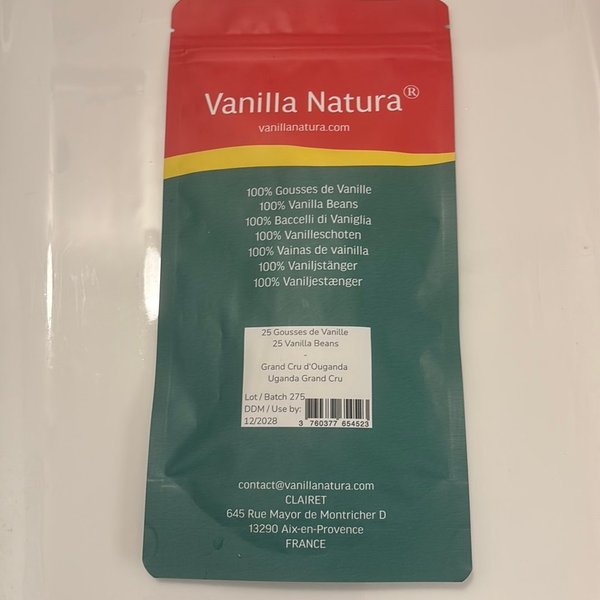 Vanilla Natura®
vanillanatura.com
100% Gousses de Vanille
100% Vanilla Beans
100% Baccelli di Vaniglia
100% Vanilleschoten
100% Vainas de vainilla
100% Vaniljstänger
100% Vaniljestænger
25 Gousses de Vanille
25 Vanilla Beans
-
Grand Cru d'Ouganda
Uganda Grand Cru
Lot / Batch 275
DDM / Use by:
12/2028
3 760377 654523
contact@vanillanatura.com
CLAIRET
645 Rue Mayor de Montricher D
13290 Aix-en-Provence
FRANCE